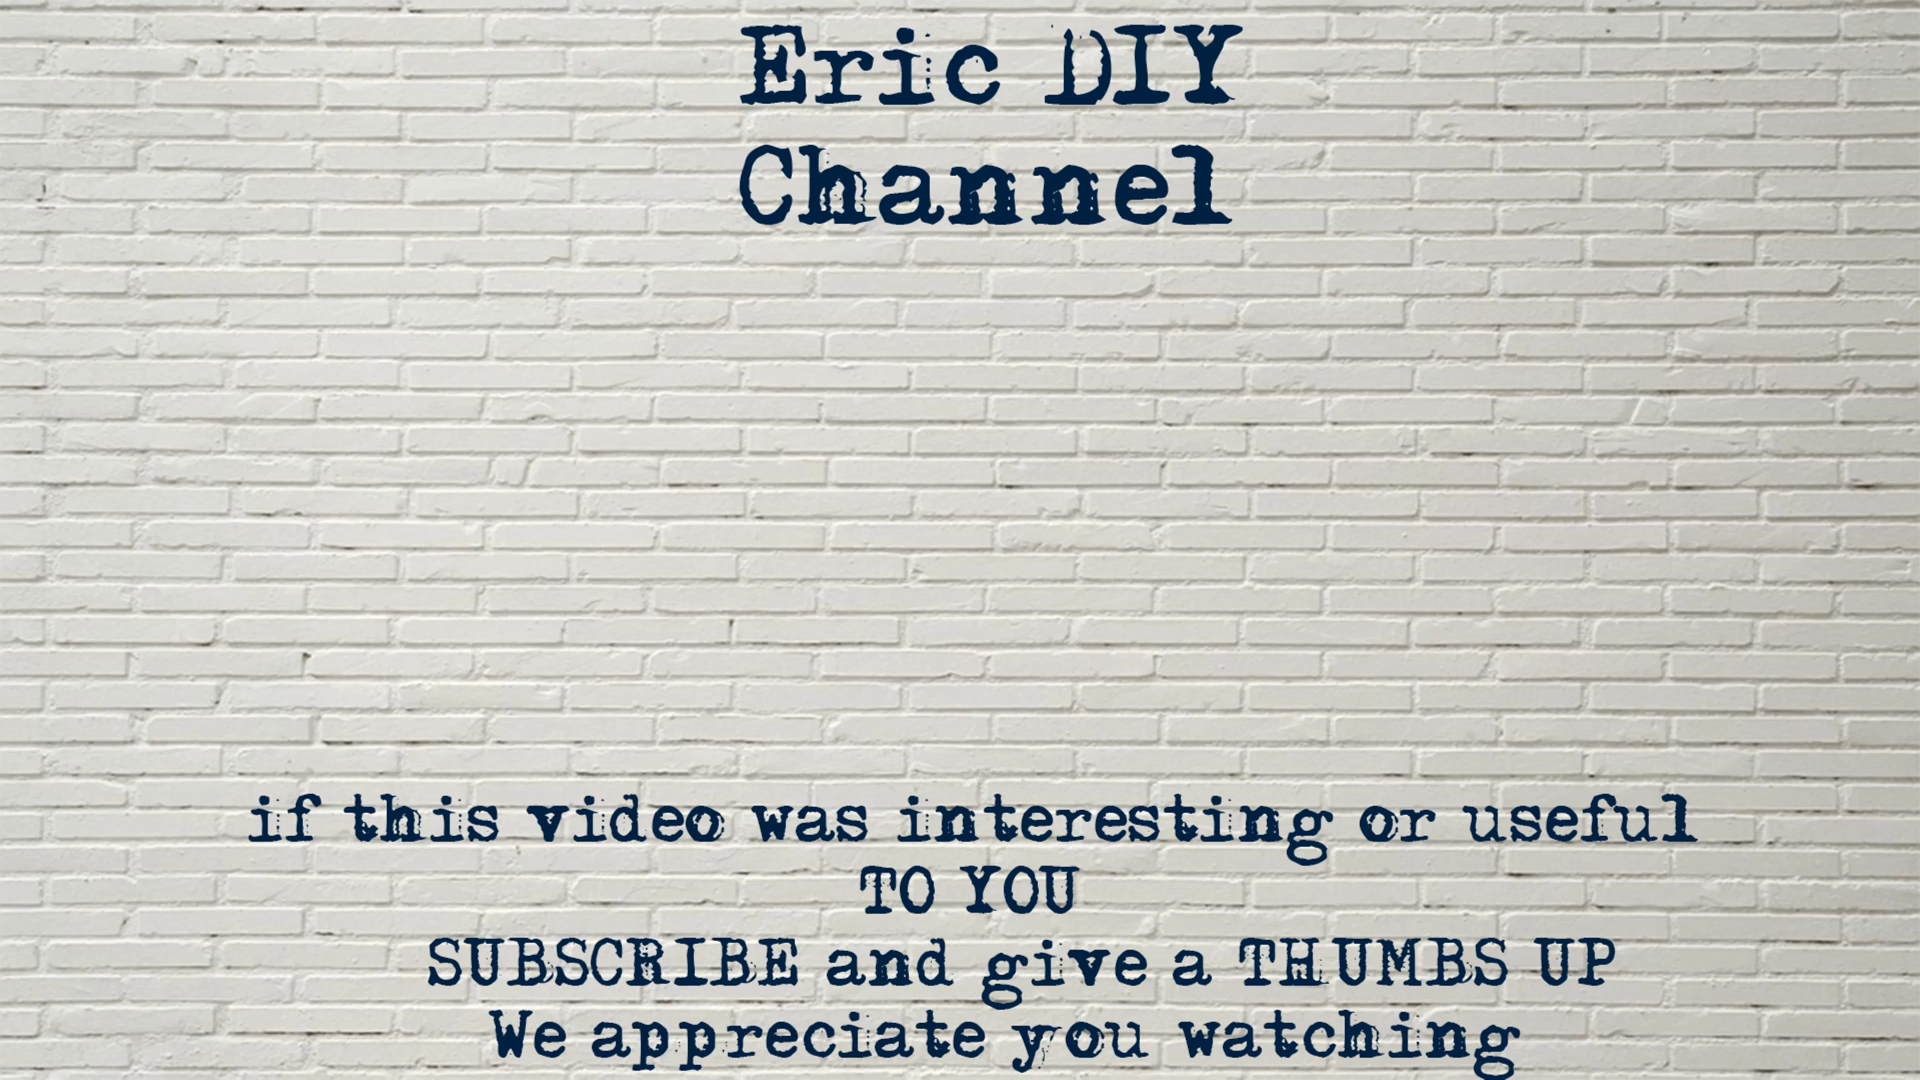 Eric DIY
Channel
if this video was interesting or useful
TO YOU
SUBSCRIBE and give a THUMBS UP
We appreciate you watching